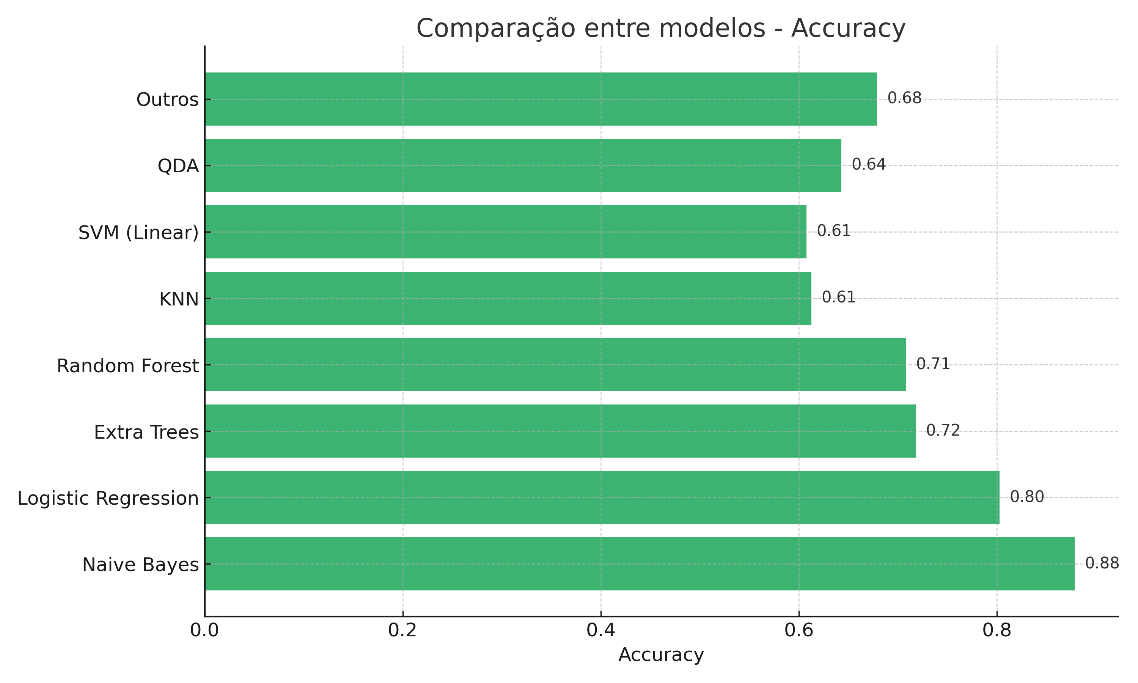 Comparação entre modelos - Accuracy
Outros
0.68
QDA
0.64
SVM (Linear)
0.61
KNN
0.61
Random Forest
0.71
Extra Trees
0.72
Logistic Regression
0.80
Naive Bayes
0.88
0.0 0.2 0.4 0.6 0.8
Accuracy